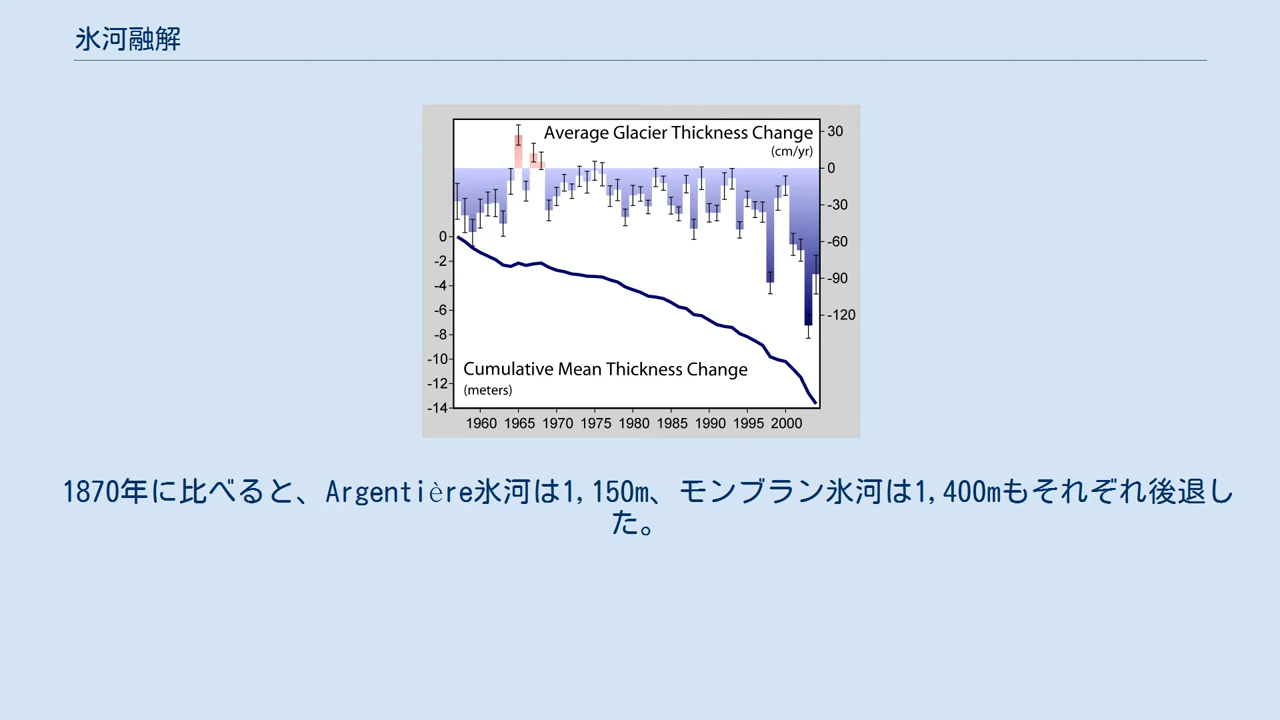 氷河融解
Average Glacier Thickness Change
(cm/yr)
30
0
-30
-60
-90
-120
0
-2
-4
-6
-8
-10
-12
-14
Cumulative Mean Thickness Change
(meters)
1960 1965 1970 1975 1980 1985 1990 1995 2000
1870年に比べると、Argentière氷河は1,150m、モンブラン氷河は1,400mもそれぞれ後退し
た。